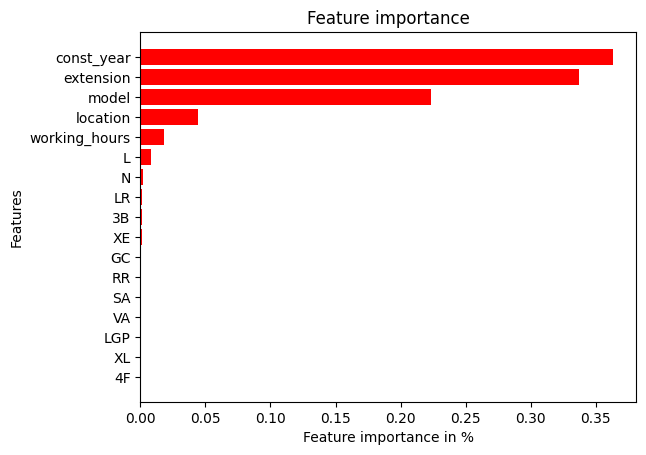 Feature importance
Features
const_year
extension
model
location
working_hours
L
N
LR
3B
XE
GC
RR
SA
VA
LGP
XL
4F
0.00 0.05 0.10 0.15 0.20 0.25 0.30 0.35
Feature importance in %